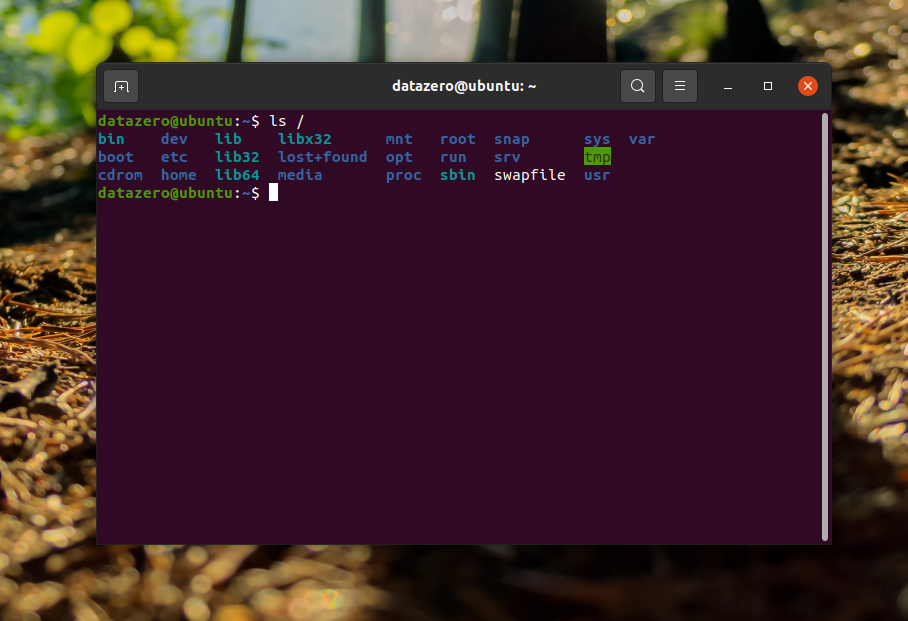 datazero@ubuntu: ~
datazero@ubuntu:~$ ls /
bin    dev   lib    libx32      mnt   root  snap      sys  var
boot   etc   lib32  lost+found  opt   run   srv       tmp
cdrom  home  lib64  media       proc  sbin  swapfile  usr
datazero@ubuntu:~$